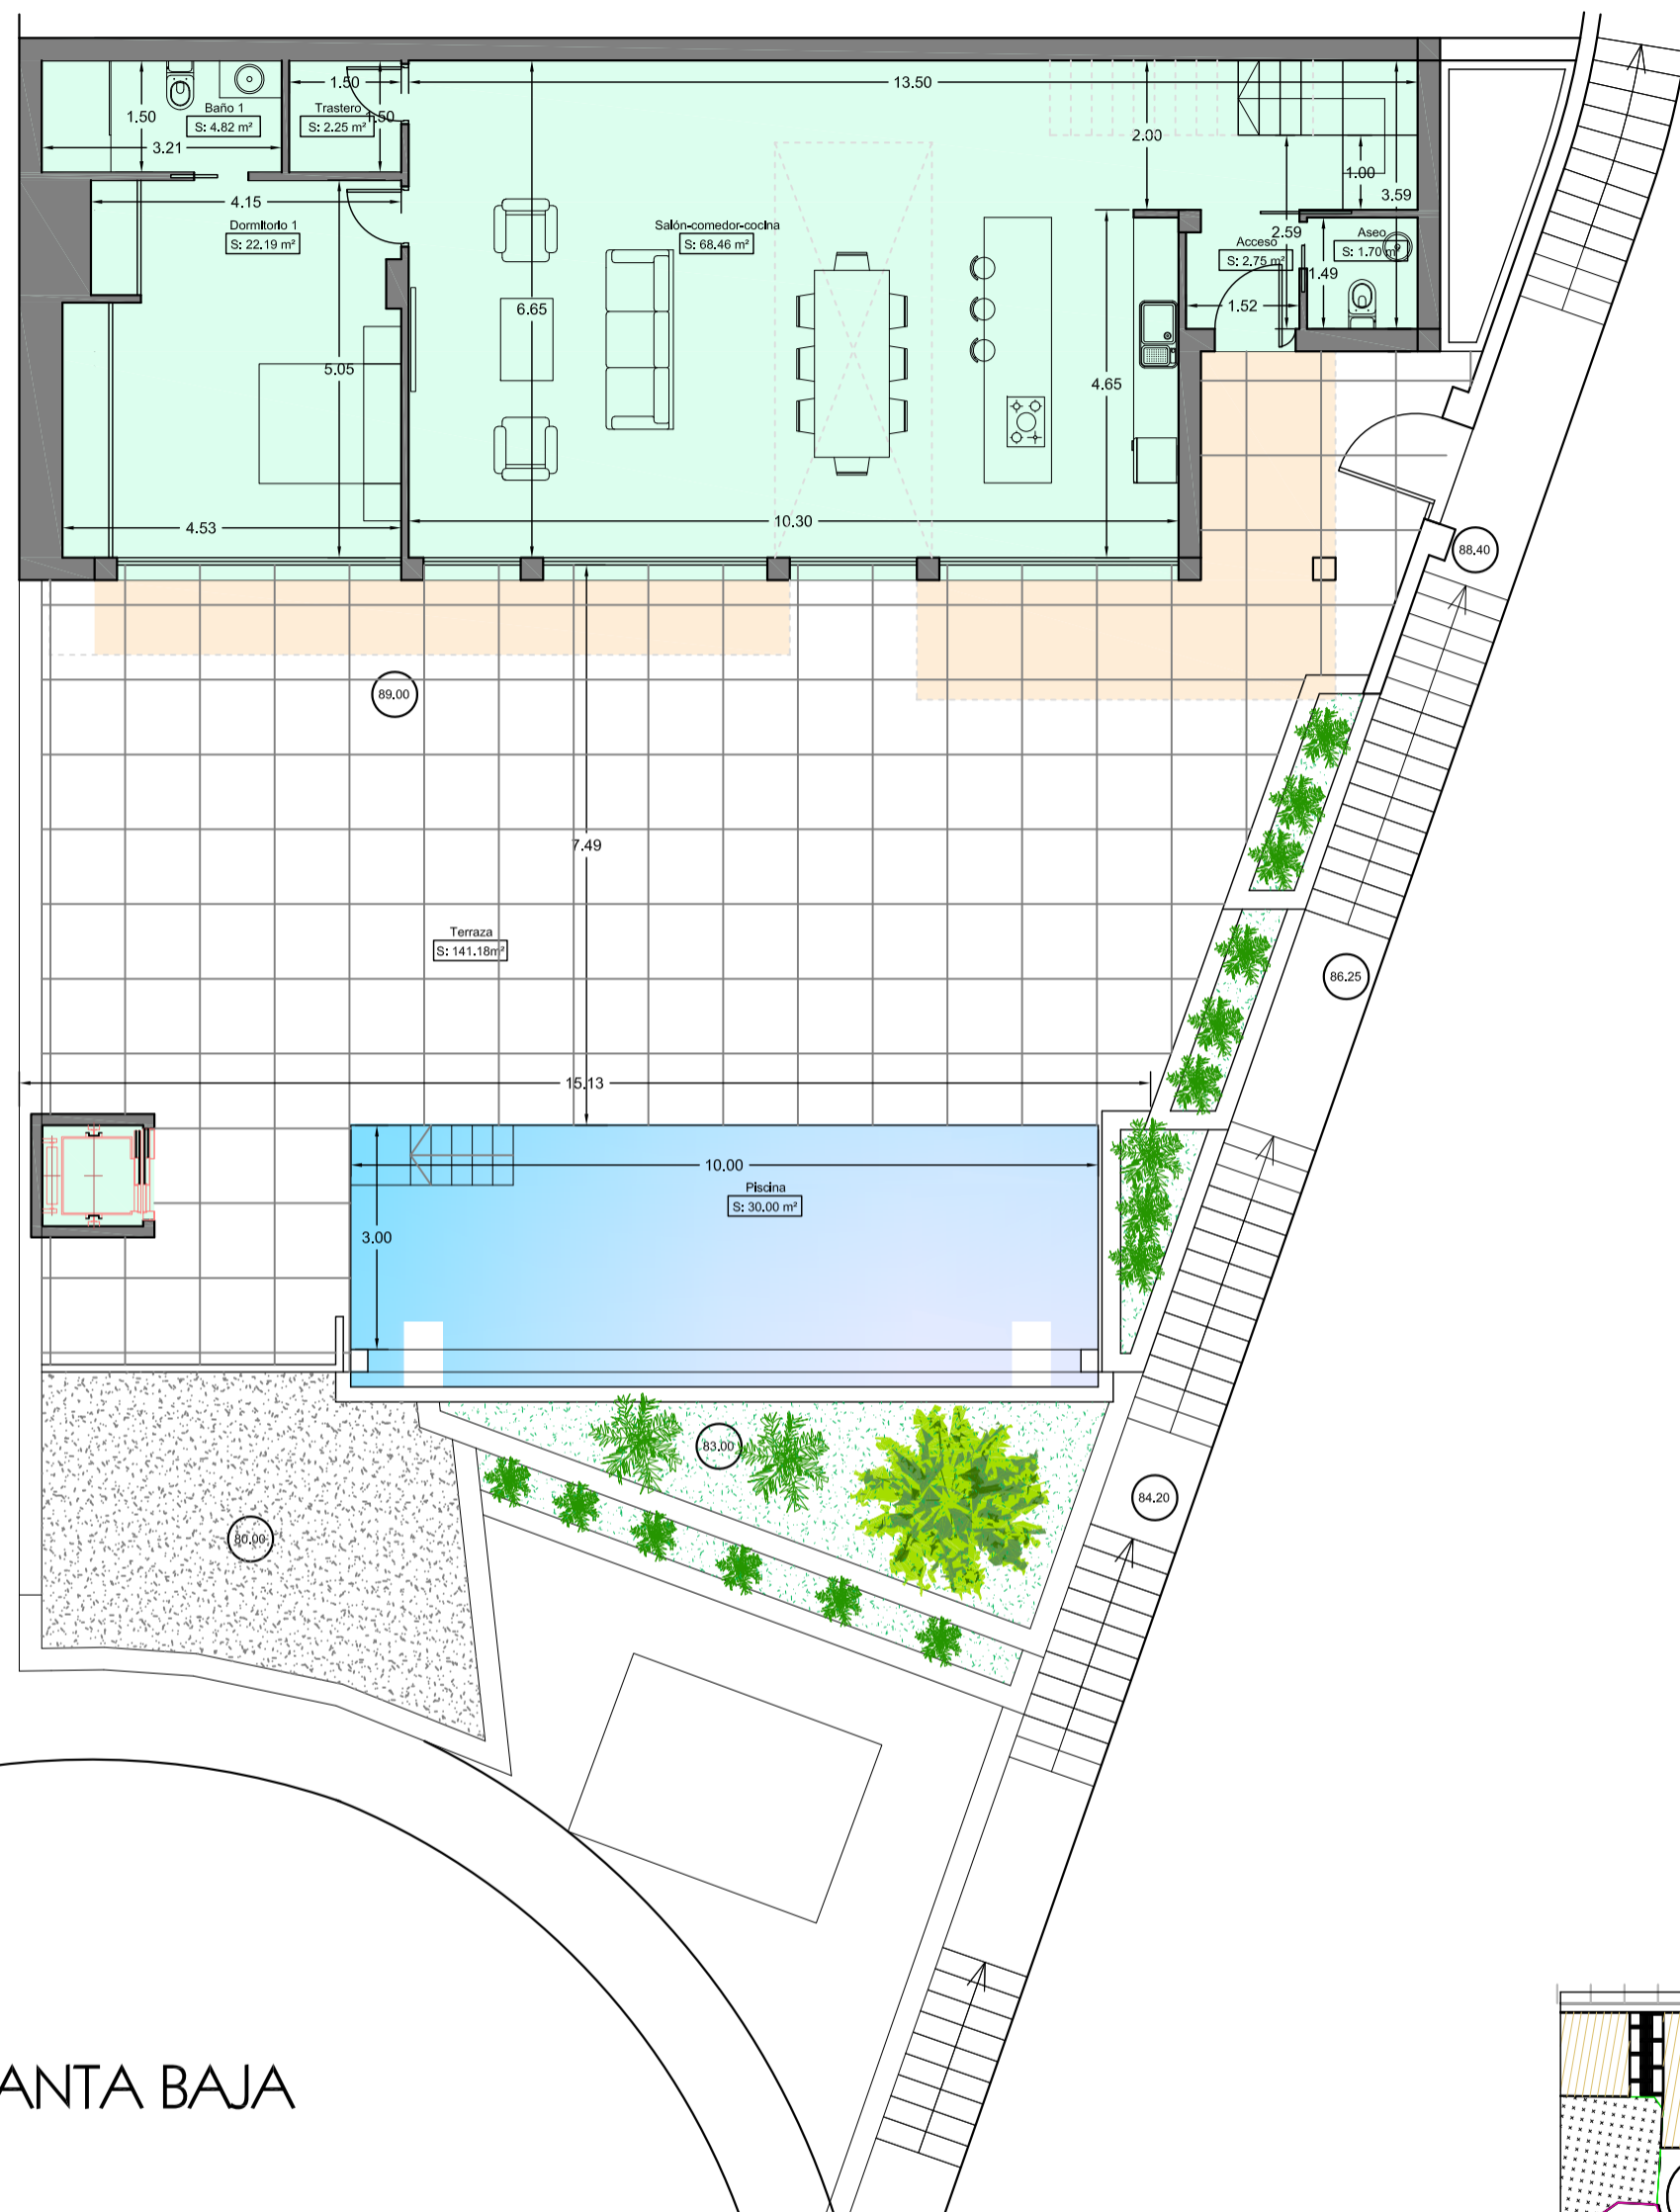 1.50
13.50
Baño 1
S: 4.82 m²
Trastero
S: 2.25 m²
1.50
1.50
2.00
3.21
1.00
3.59
4.15
Dormitorio 1
S: 22.19 m²
Salón-comedor-cocina
S: 68.46 m²
2.59
Acceso
S: 2.75 m²
Aseo
S: 1.70 m²
1.49
6.65
1.52
5.05
4.65
4.53
10.30
88.40
89.00
7.49
Terraza
S: 141.18m²
86.25
15.13
10.00
Piscina
S: 30.00 m²
3.00
83.00
84.20
80.00
ANTA BAJA